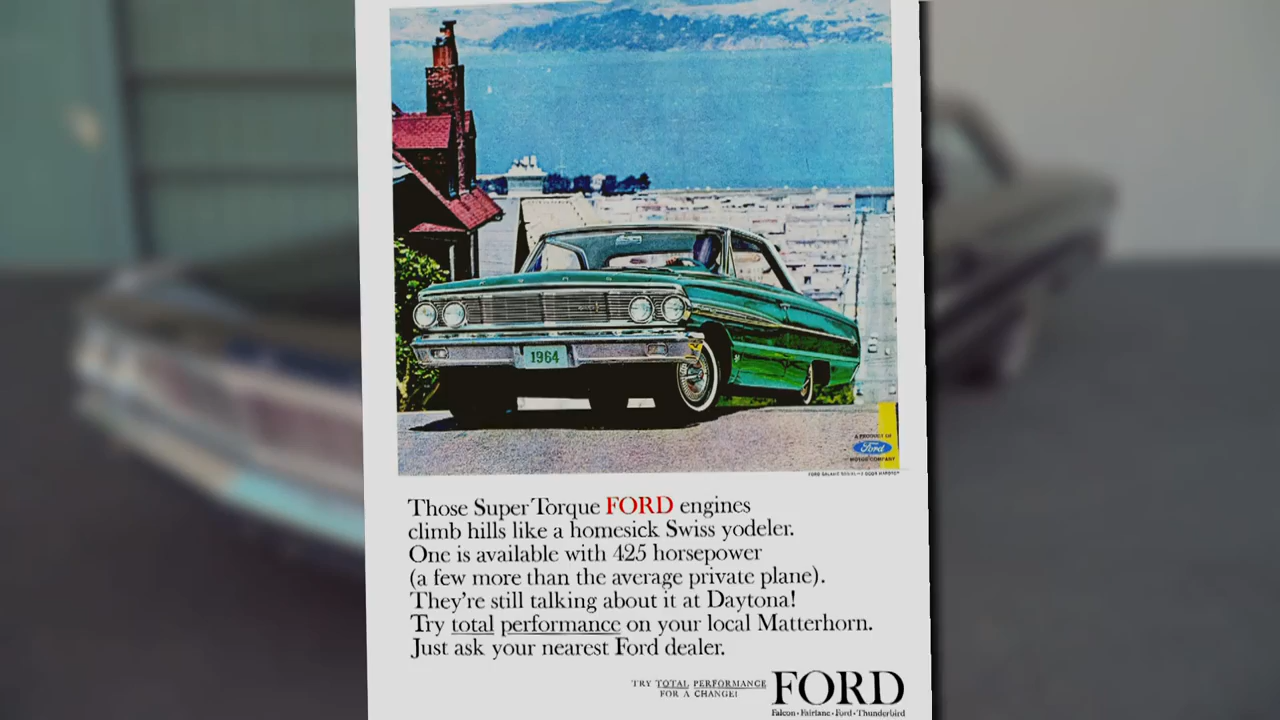 FORD
1964
A PRODUCT OF
Ford
MOTOR COMPANY
Those Super Torque FORD engines
climb hills like a homesick Swiss yodeler.
One is available with 425 horsepower
(a few more than the average private plane).
They're still talking about it at Daytona!
Try total performance on your local Matterhorn.
Just ask your nearest Ford dealer.
TRY TOTAL PERFORMANCE
FOR A CHANGE!
FORD
Falcon • Fairlane • Ford • Thunderbird